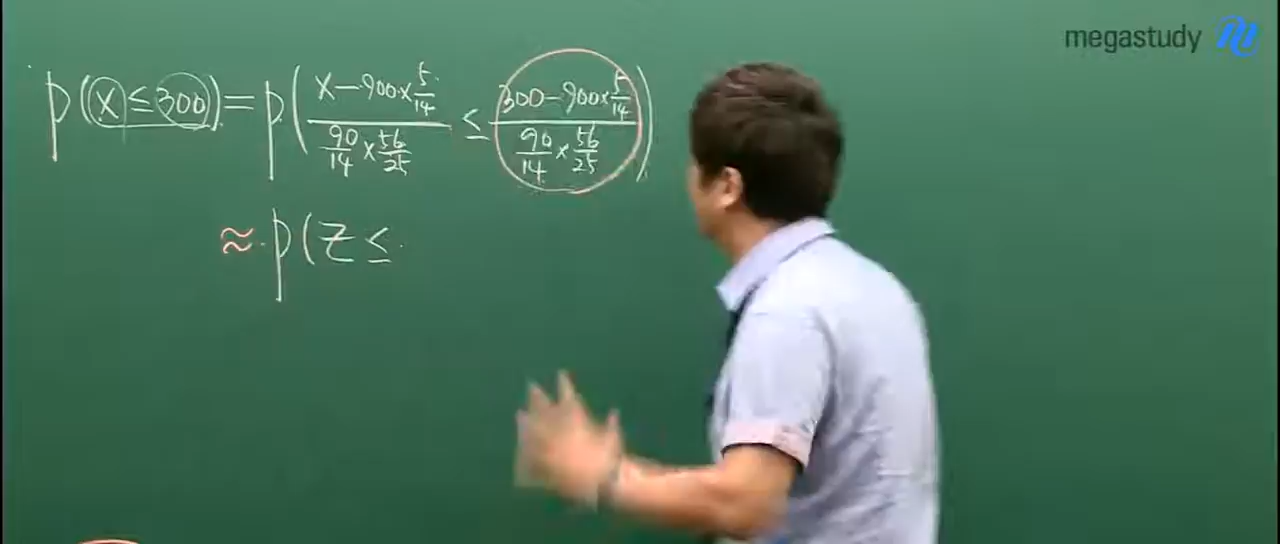 megastudy
P(X ≤ 300) = P( (X − 900 × 5/14) / (90/14 × 56/25) ≤ (300 − 900 × 5/14) / (90/14 × 56/25) )
≈ P(Z ≤